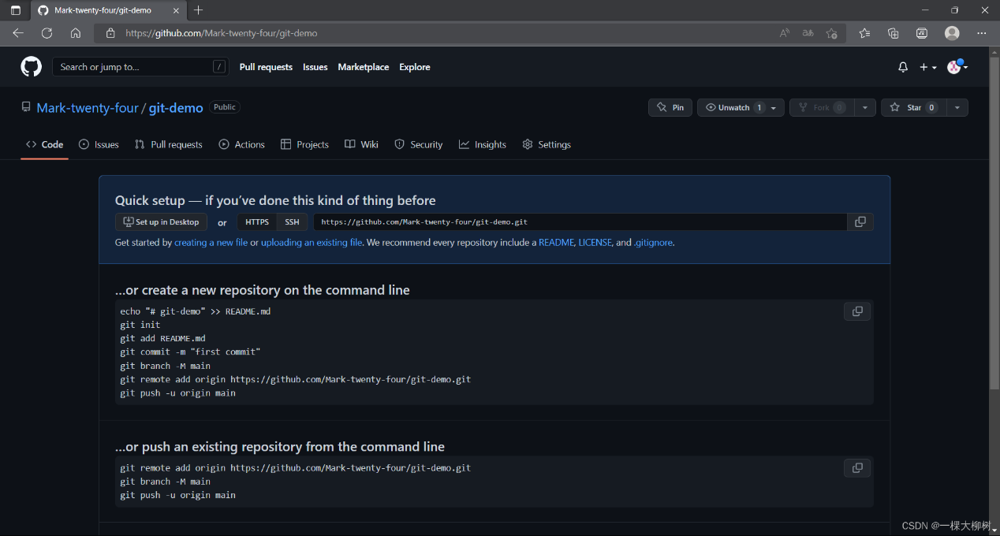 Mark-twenty-four/git-demo
https://github.com/Mark-twenty-four/git-demo
Search or jump to... /
Pull requests Issues Marketplace Explore
Mark-twenty-four / git-demo Public
Pin Unwatch 1 Fork 0 Star 0
Code Issues Pull requests Actions Projects Wiki Security Insights Settings
Quick setup — if you’ve done this kind of thing before
Set up in Desktop or HTTPS SSH https://github.com/Mark-twenty-four/git-demo.git
Get started by creating a new file or uploading an existing file. We recommend every repository include a README, LICENSE, and .gitignore.
…or create a new repository on the command line
echo "# git-demo" >> README.md
git init
git add README.md
git commit -m "first commit"
git branch -M main
git remote add origin https://github.com/Mark-twenty-four/git-demo.git
git push -u origin main
…or push an existing repository from the command line
git remote add origin https://github.com/Mark-twenty-four/git-demo.git
git branch -M main
git push -u origin main
CSDN @一棵大柳树